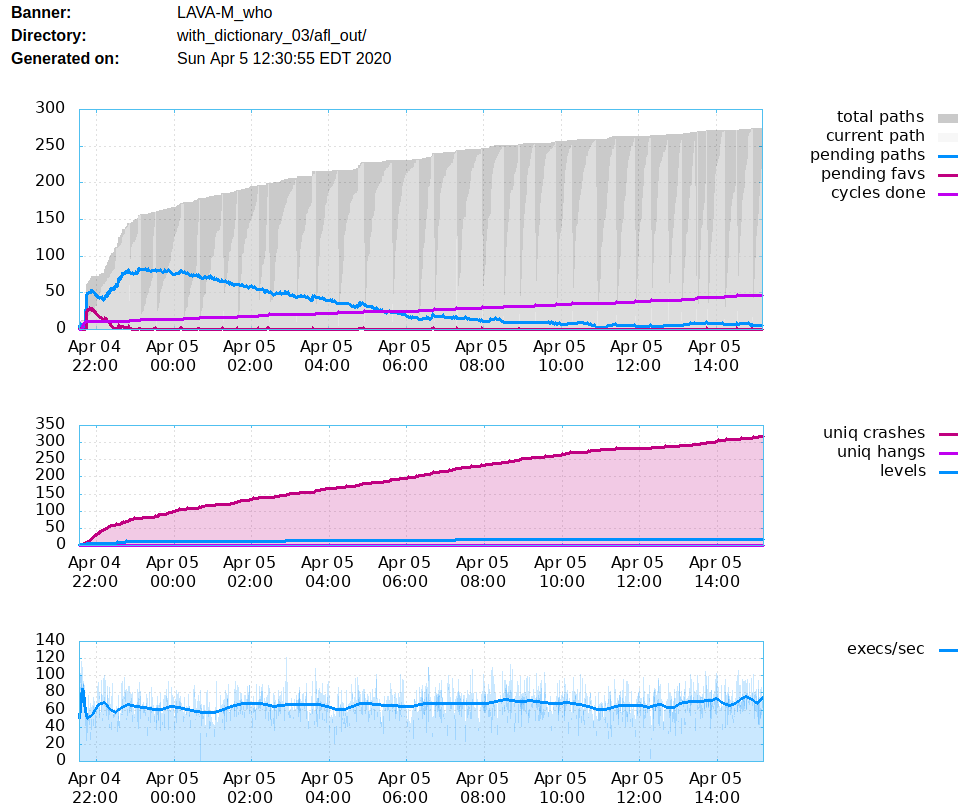 Banner: LAVA-M_who
Directory: with_dictionary_03/afl_out/
Generated on: Sun Apr 5 12:30:55 EDT 2020
300
250
200
150
100
50
0
Apr 04 Apr 05 Apr 05 Apr 05 Apr 05 Apr 05 Apr 05 Apr 05 Apr 05
22:00 00:00 02:00 04:00 06:00 08:00 10:00 12:00 14:00
total paths
current path
pending paths
pending favs
cycles done
350
300
250
200
150
100
50
0
Apr 04 Apr 05 Apr 05 Apr 05 Apr 05 Apr 05 Apr 05 Apr 05 Apr 05
22:00 00:00 02:00 04:00 06:00 08:00 10:00 12:00 14:00
uniq crashes
uniq hangs
levels
140
120
100
80
60
40
20
0
Apr 04 Apr 05 Apr 05 Apr 05 Apr 05 Apr 05 Apr 05 Apr 05 Apr 05
22:00 00:00 02:00 04:00 06:00 08:00 10:00 12:00 14:00
execs/sec